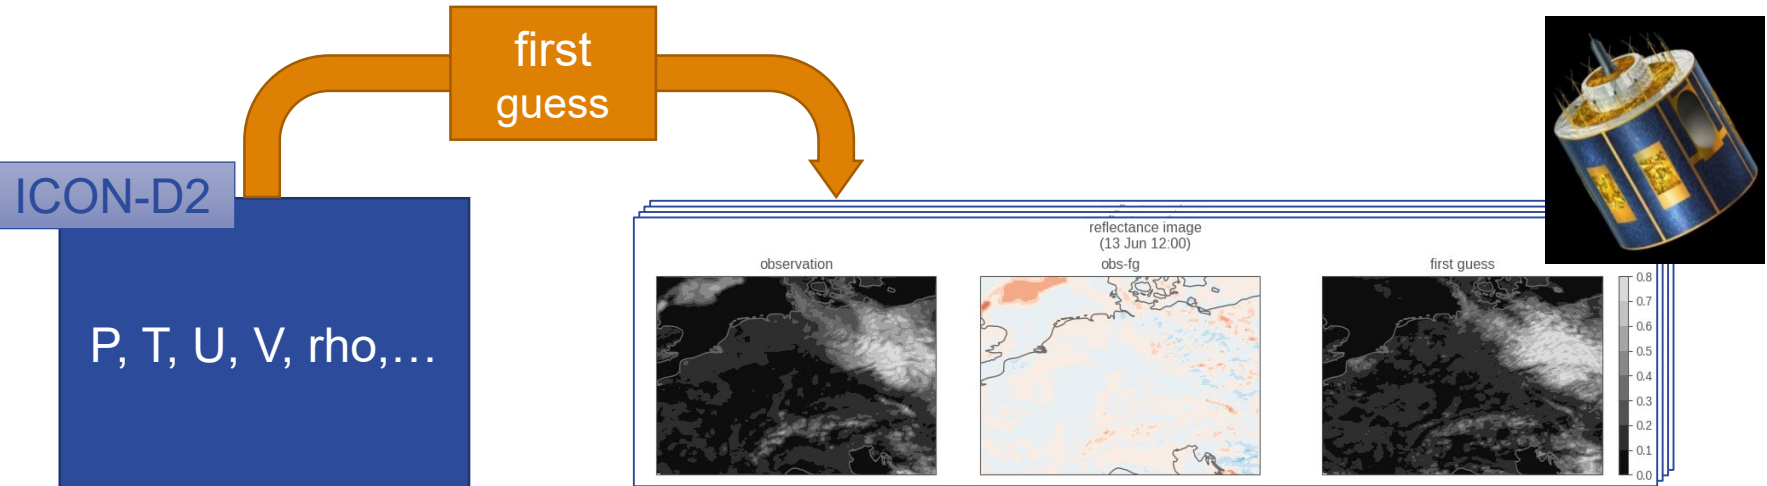 first
guess
ICON-D2
P, T, U, V, rho,…
reflectance image
(13 Jun 12:00)
observation
obs-fg
first guess
0.8
0.7
0.6
0.5
0.4
0.3
0.2
0.1
0.0